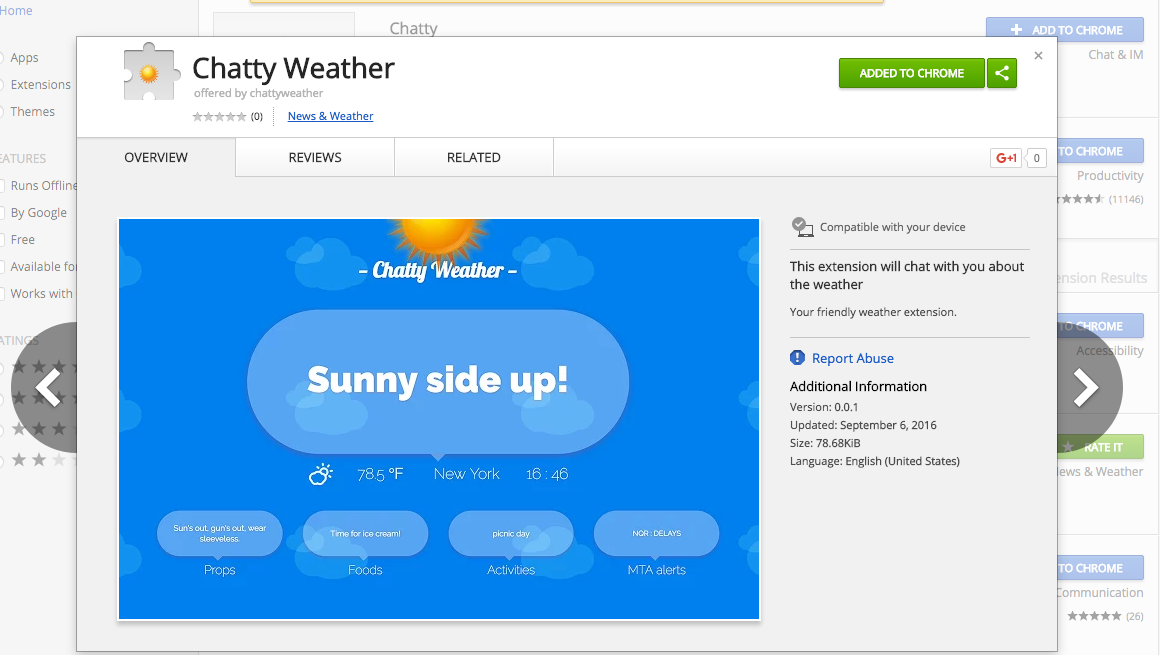 Home
Apps
Extensions
Themes
EATURES
Runs Offline
By Google
Free
Available for
Works with
ATINGS
Chatty
ADD TO CHROME
Chat & IM
Chatty Weather
offered by chattyweather
(0)
News & Weather
ADDED TO CHROME
OVERVIEW
REVIEWS
RELATED
G+1
0
– Chatty Weather –
Sunny side up!
78.5 °F New York 16 : 46
Sun's out, gun's out, wear
sleeveless.
Props
Time for ice cream!
Foods
picnic day
Activities
NQR : DELAYS
MTA alerts
Compatible with your device
This extension will chat with you about
the weather
Your friendly weather extension.
Report Abuse
Additional Information
Version: 0.0.1
Updated: September 6, 2016
Size: 78.68KiB
Language: English (United States)
TO CHROME
Productivity
(11146)
ension Results
TO CHROME
Accessibility
RATE IT
ews & Weather
TO CHROME
Communication
(26)